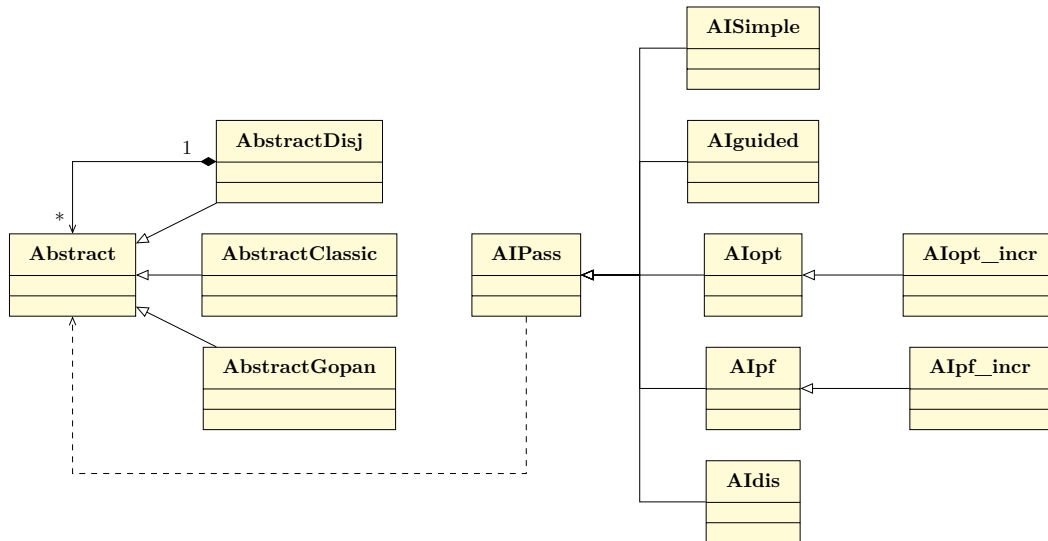 AISimple
AbstractDisj
1
AIguided
*
Abstract
AbstractClassic
AIPass
AIopt
AIopt_incr
AbstractGopan
AIpf
AIpf_incr
AIdis